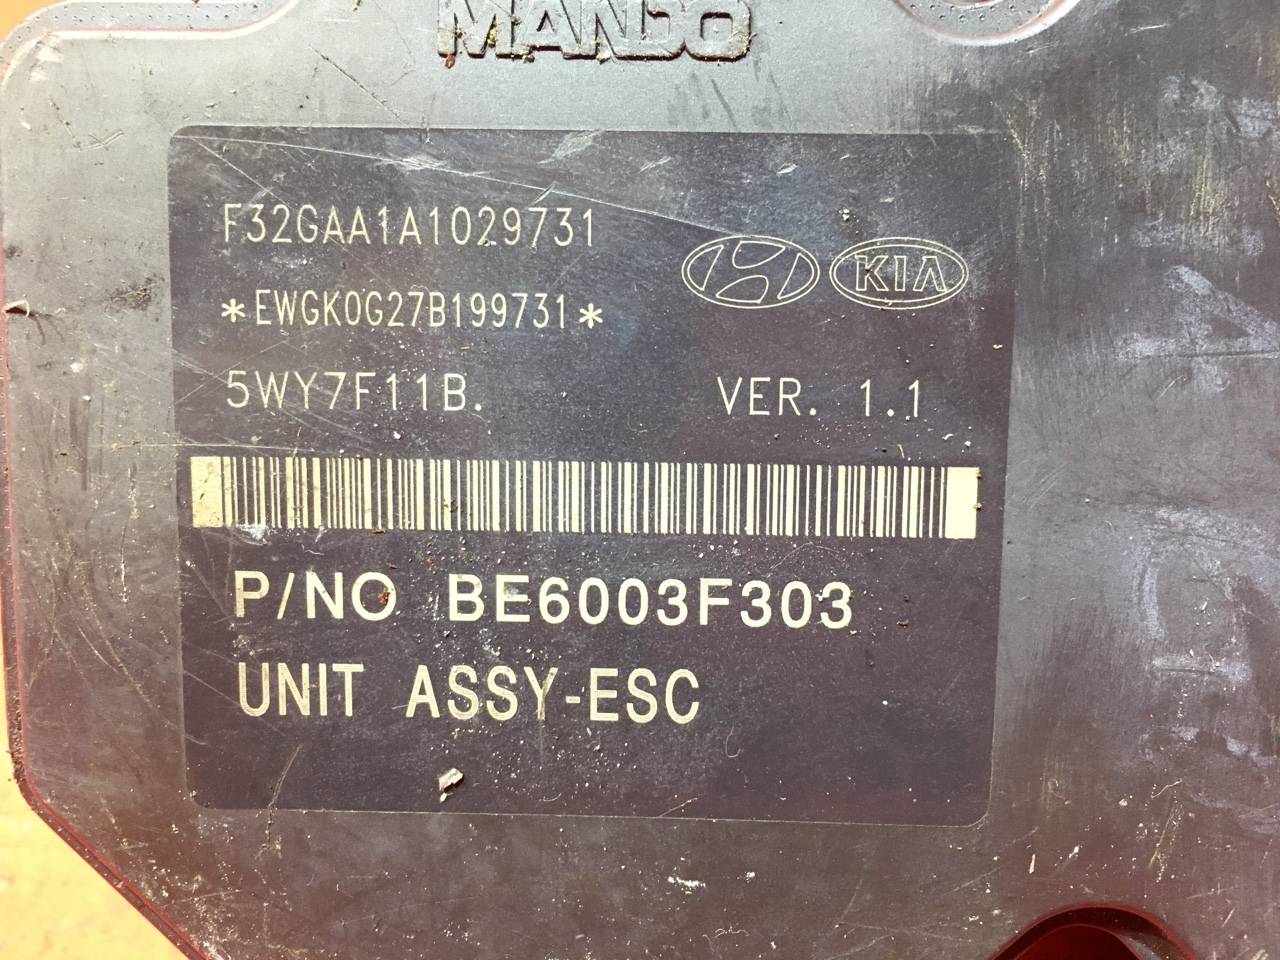 MANDO
F32GAA1A1029731
KIA
*EWGK0G27B199731*
5WY7F11B. VER. 1.1
P/NO BE6003F303
UNIT ASSY-ESC